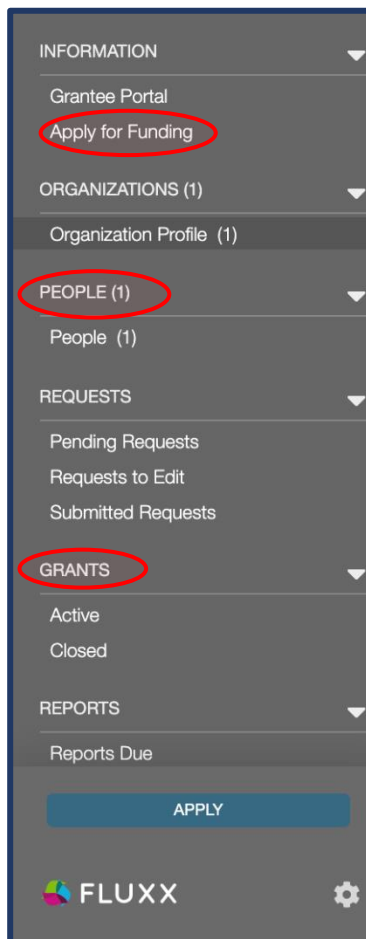 INFORMATION
Grantee Portal
Apply for Funding
ORGANIZATIONS (1)
Organization Profile (1)
PEOPLE (1)
People (1)
REQUESTS
Pending Requests
Requests to Edit
Submitted Requests
GRANTS
Active
Closed
REPORTS
Reports Due
APPLY
FLUXX